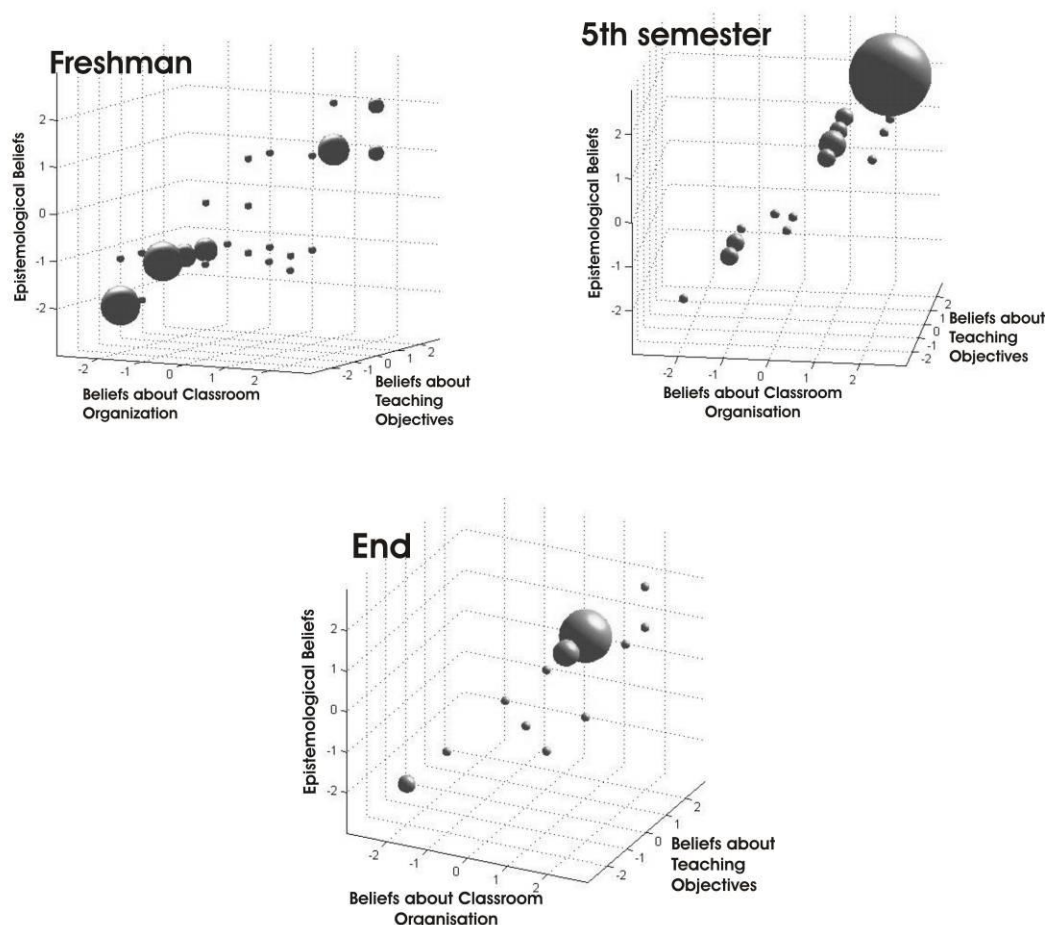 Freshman
Epistemological Beliefs
2
1
0
-1
-2
-2
-1
0
1
2
Beliefs about Classroom
Organization
-2
-1
0
1
2
Beliefs about
Teaching
Objectives
5th semester
Epistemological Beliefs
2
1
0
-1
-2
-2
-1
0
1
2
Beliefs about Classroom
Organisation
2
1
0
-1
-2
Beliefs about
Teaching
Objectives
End
Epistemological Beliefs
2
1
0
-1
-2
-2
-1
0
1
2
Beliefs about Classroom
Organisation
2
1
0
-1
-2
Beliefs about
Teaching
Objectives